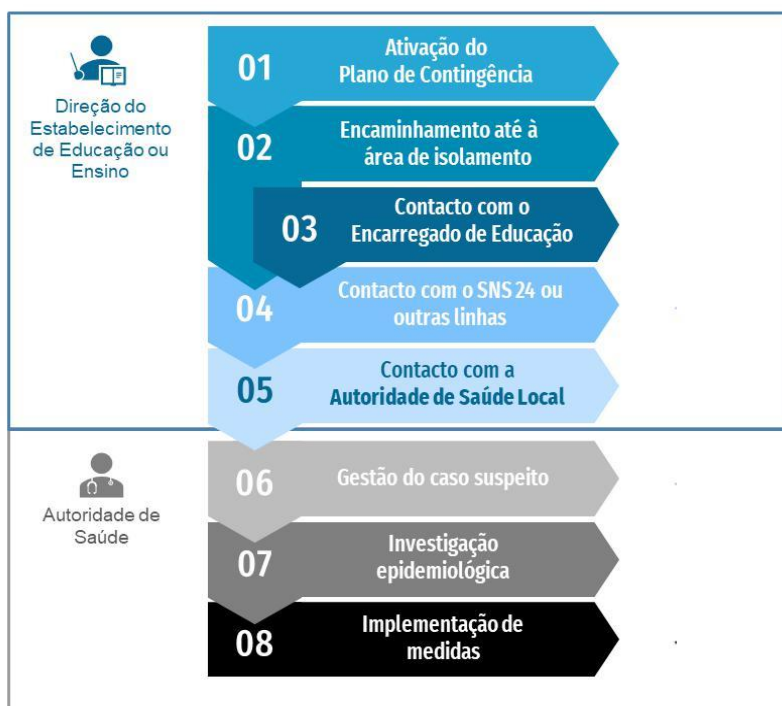 Direção do
Estabelecimento
de Educação ou
Ensino
01
Ativação do
Plano de Contingência
02
Encaminhamento até à
área de isolamento
03
Contacto com o
Encarregado de Educação
04
Contacto com o SNS 24 ou
outras linhas
05
Contacto com a
Autoridade de Saúde Local
Autoridade de
Saúde
06
Gestão do caso suspeito
07
Investigação
epidemiológica
08
Implementação de
medidas